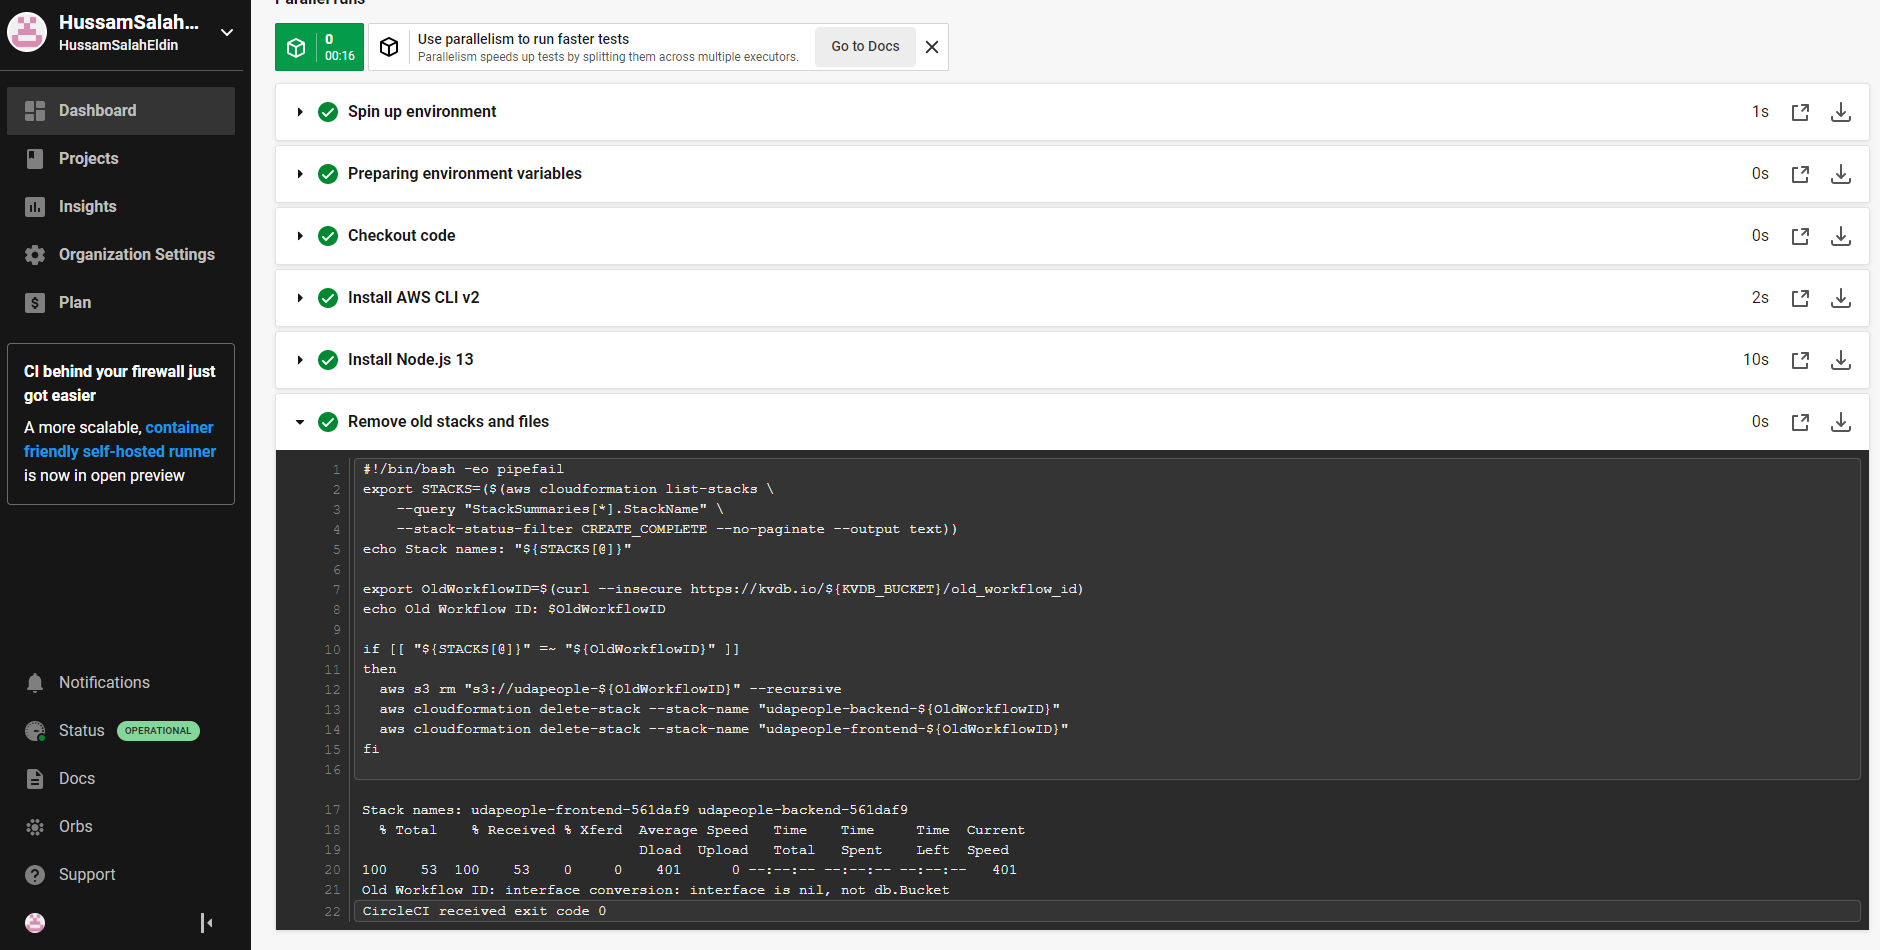 HussamSalah...
HussamSalahEldin
Dashboard
Projects
Insights
Organization Settings
Plan
CI behind your firewall just
got easier
A more scalable, container
friendly self-hosted runner
is now in open preview
Notifications
Status OPERATIONAL
Docs
Orbs
Support
Parallel runs
0
00:16
Use parallelism to run faster tests
Parallelism speeds up tests by splitting them across multiple executors.
Go to Docs
Spin up environment 1s
Preparing environment variables 0s
Checkout code 0s
Install AWS CLI v2 2s
Install Node.js 13 10s
Remove old stacks and files 0s
1 #!/bin/bash -eo pipefail
2 export STACKS=($(aws cloudformation list-stacks \
3     --query "StackSummaries[*].StackName" \
4     --stack-status-filter CREATE_COMPLETE --no-paginate --output text))
5 echo Stack names: "${STACKS[@]}"
6
7 export OldWorkflowID=$(curl --insecure https://kvdb.io/${KVDB_BUCKET}/old_workflow_id)
8 echo Old Workflow ID: $OldWorkflowID
9
10 if [[ "${STACKS[@]}" =~ "${OldWorkflowID}" ]]
11 then
12   aws s3 rm "s3://udapeople-${OldWorkflowID}" --recursive
13   aws cloudformation delete-stack --stack-name "udapeople-backend-${OldWorkflowID}"
14   aws cloudformation delete-stack --stack-name "udapeople-frontend-${OldWorkflowID}"
15 fi
16
17 Stack names: udapeople-frontend-561daf9 udapeople-backend-561daf9
18   % Total    % Received % Xferd  Average Speed   Time    Time     Time  Current
19                                  Dload  Upload   Total   Spent    Left  Speed
20 100    53  100    53    0     0    401      0 --:--:-- --:--:-- --:--:--   401
21 Old Workflow ID: interface conversion: interface is nil, not db.Bucket
22 CircleCI received exit code 0